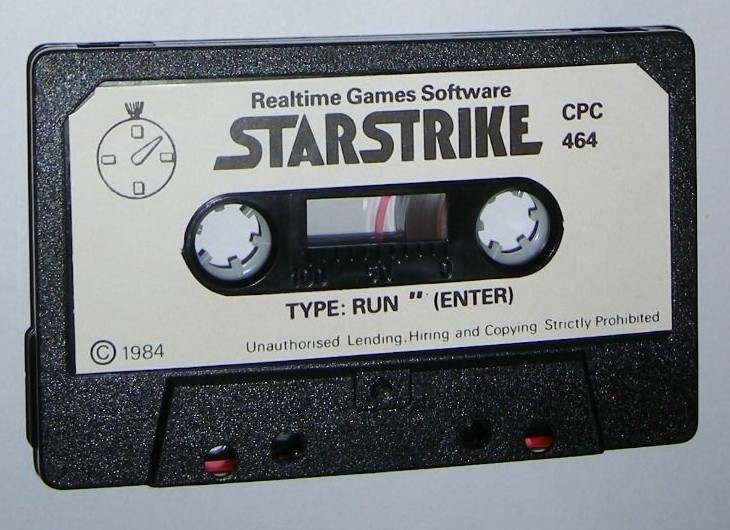 Realtime Games Software
STARSTRIKE
CPC
464
100 50 0
TYPE: RUN " (ENTER)
© 1984
Unauthorised Lending, Hiring and Copying Strictly Prohibited